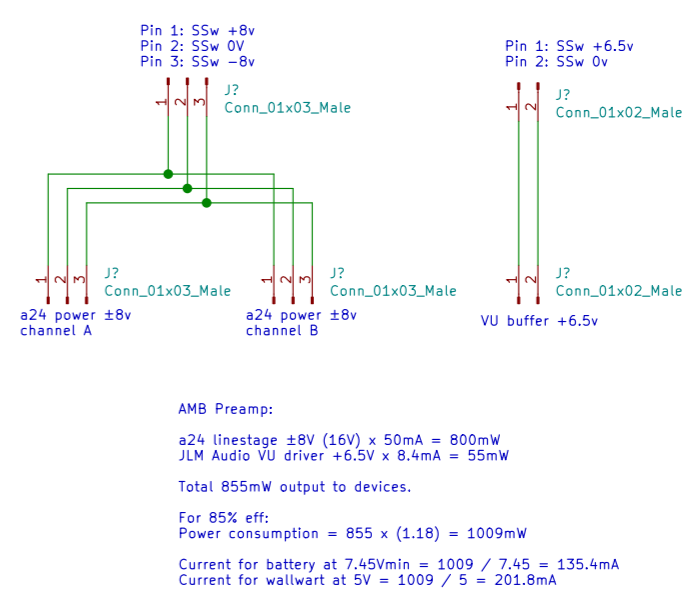 Pin 1: SSw +8v
Pin 2: SSw 0V
Pin 3: SSw -8v
J?
Conn_01x03_Male
1
2
3
Pin 1: SSw +6.5v
Pin 2: SSw 0v
J?
Conn_01x02_Male
1
2
1
2
3
J?
Conn_01x03_Male
a24 power ±8v
channel A
1
2
3
J?
Conn_01x03_Male
a24 power ±8v
channel B
1
2
J?
Conn_01x02_Male
VU buffer +6.5v
AMB Preamp:
a24 linestage ±8V (16V) x 50mA = 800mW
JLM Audio VU driver +6.5V x 8.4mA = 55mW
Total 855mW output to devices.
For 85% eff:
Power consumption = 855 x (1.18) = 1009mW
Current for battery at 7.45Vmin = 1009 / 7.45 = 135.4mA
Current for wallwart at 5V = 1009 / 5 = 201.8mA